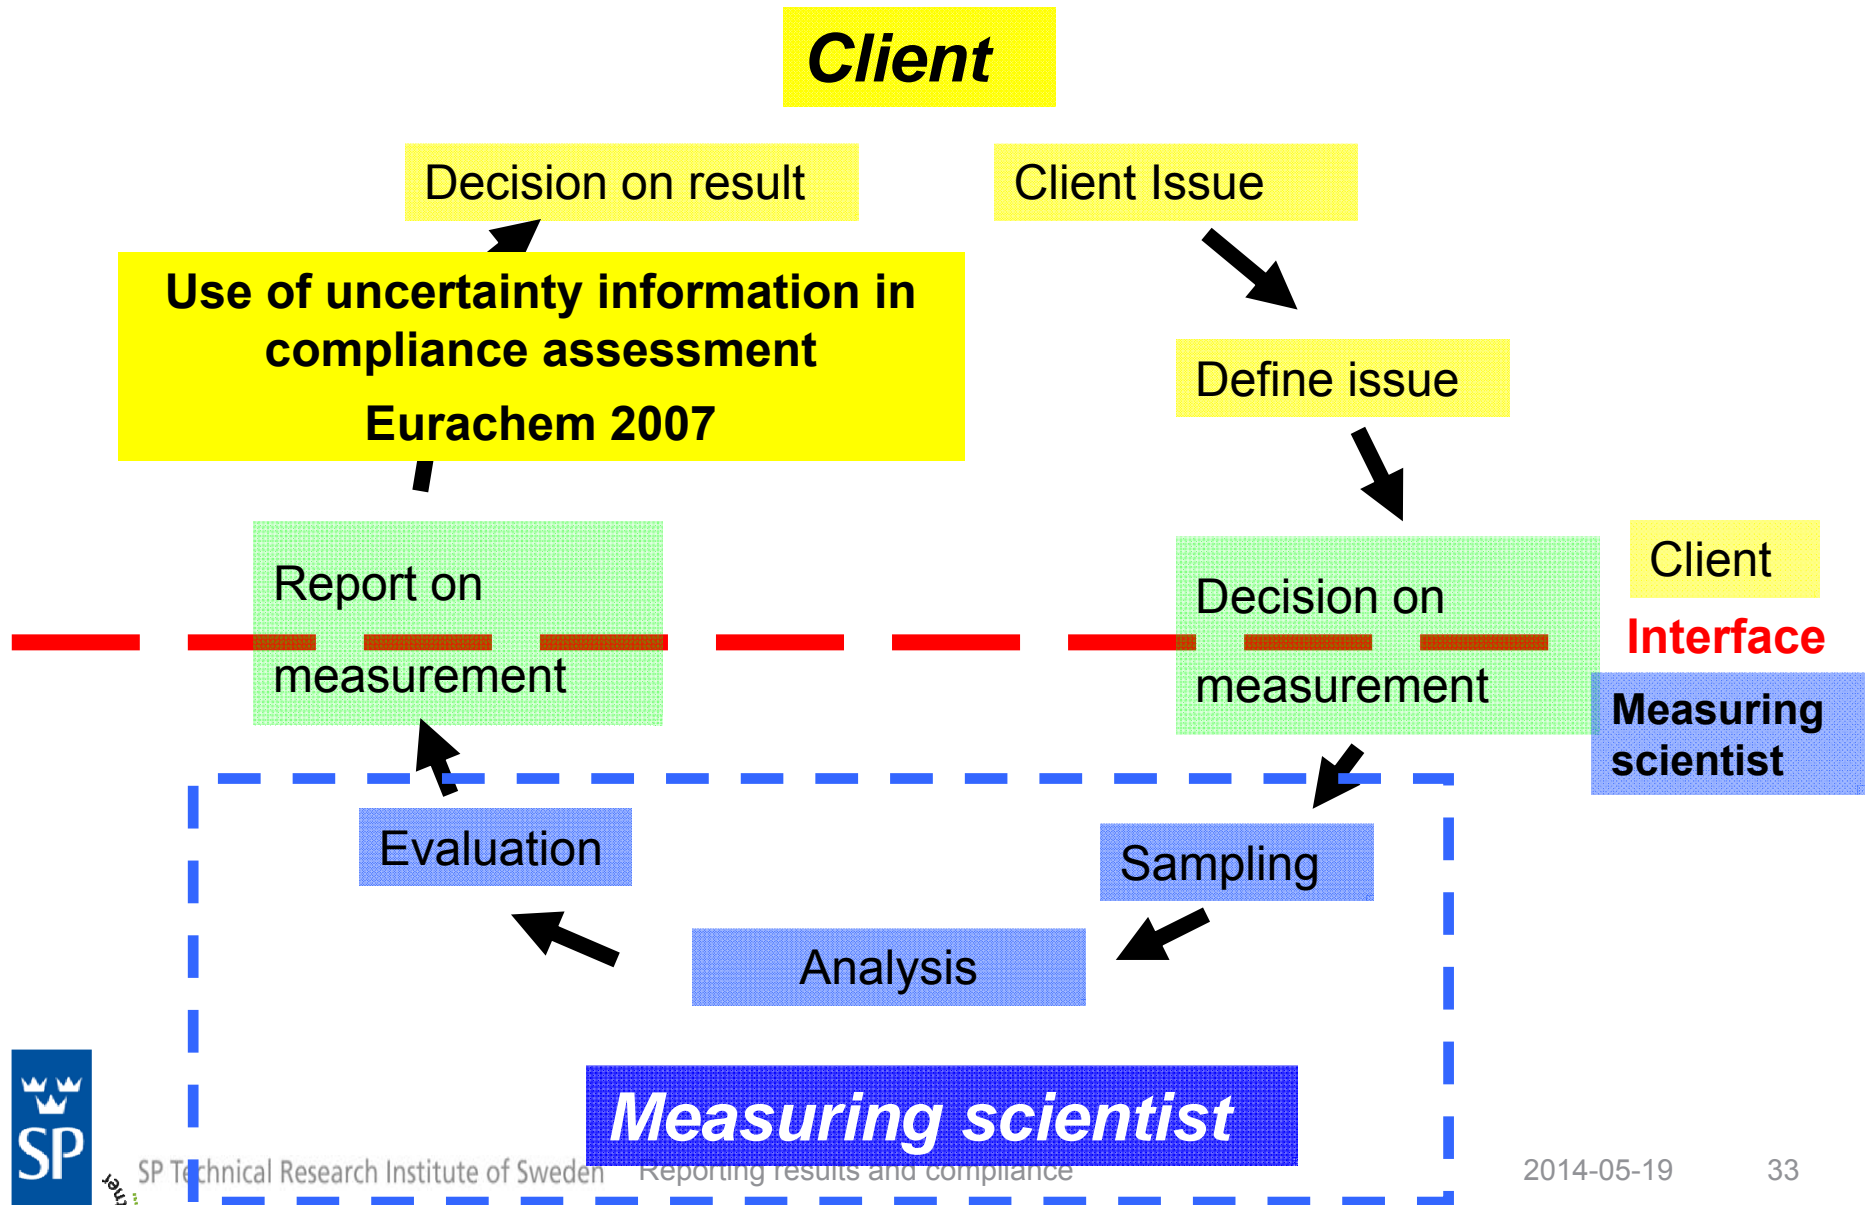 Client
Decision on result
Client Issue
Use of uncertainty information in
compliance assessment
Eurachem 2007
Define issue
Report on
measurement
Decision on
measurement
Client
Interface
Measuring
scientist
Evaluation
Sampling
Analysis
Measuring scientist
SP
SP Technical Research Institute of Sweden
Reporting results and compliance
2014-05-19
33